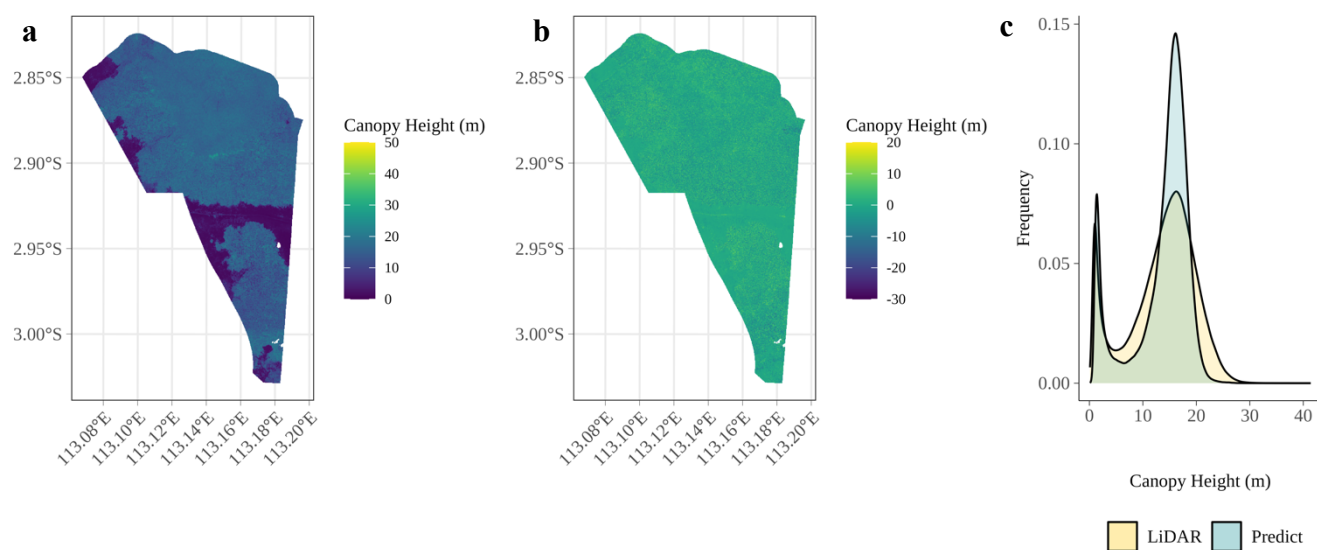 a
2.85°S
2.90°S
2.95°S
3.00°S
113.08°E
113.10°E
113.12°E
113.14°E
113.16°E
113.18°E
113.20°E
Canopy Height (m)
50
40
30
20
10
0
b
2.85°S
2.90°S
2.95°S
3.00°S
113.08°E
113.10°E
113.12°E
113.14°E
113.16°E
113.18°E
113.20°E
Canopy Height (m)
20
10
0
-10
-20
-30
c
Frequency
0.15
0.10
0.05
0.00
0
10
20
30
40
Canopy Height (m)
LiDAR
Predict